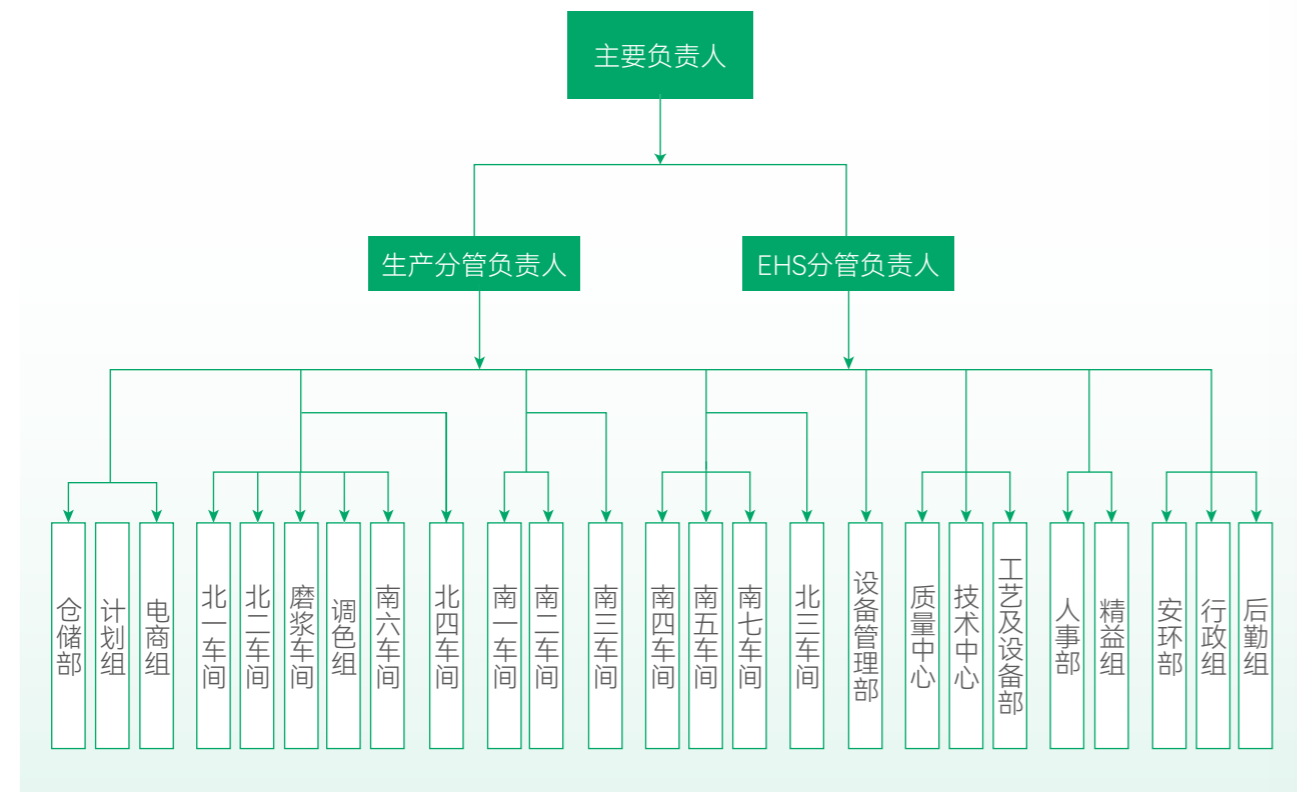 主要负责人
生产分管负责人
EHS分管负责人
仓储部
计划组
电商组
北一车间
北二车间
磨浆车间
调色组
南六车间
北四车间
南一车间
南二车间
南三车间
南四车间
南五车间
南七车间
北三车间
设备管理部
质量中心
技术中心
工艺及设备部
人事部
精益组
安环部
行政组
后勤组